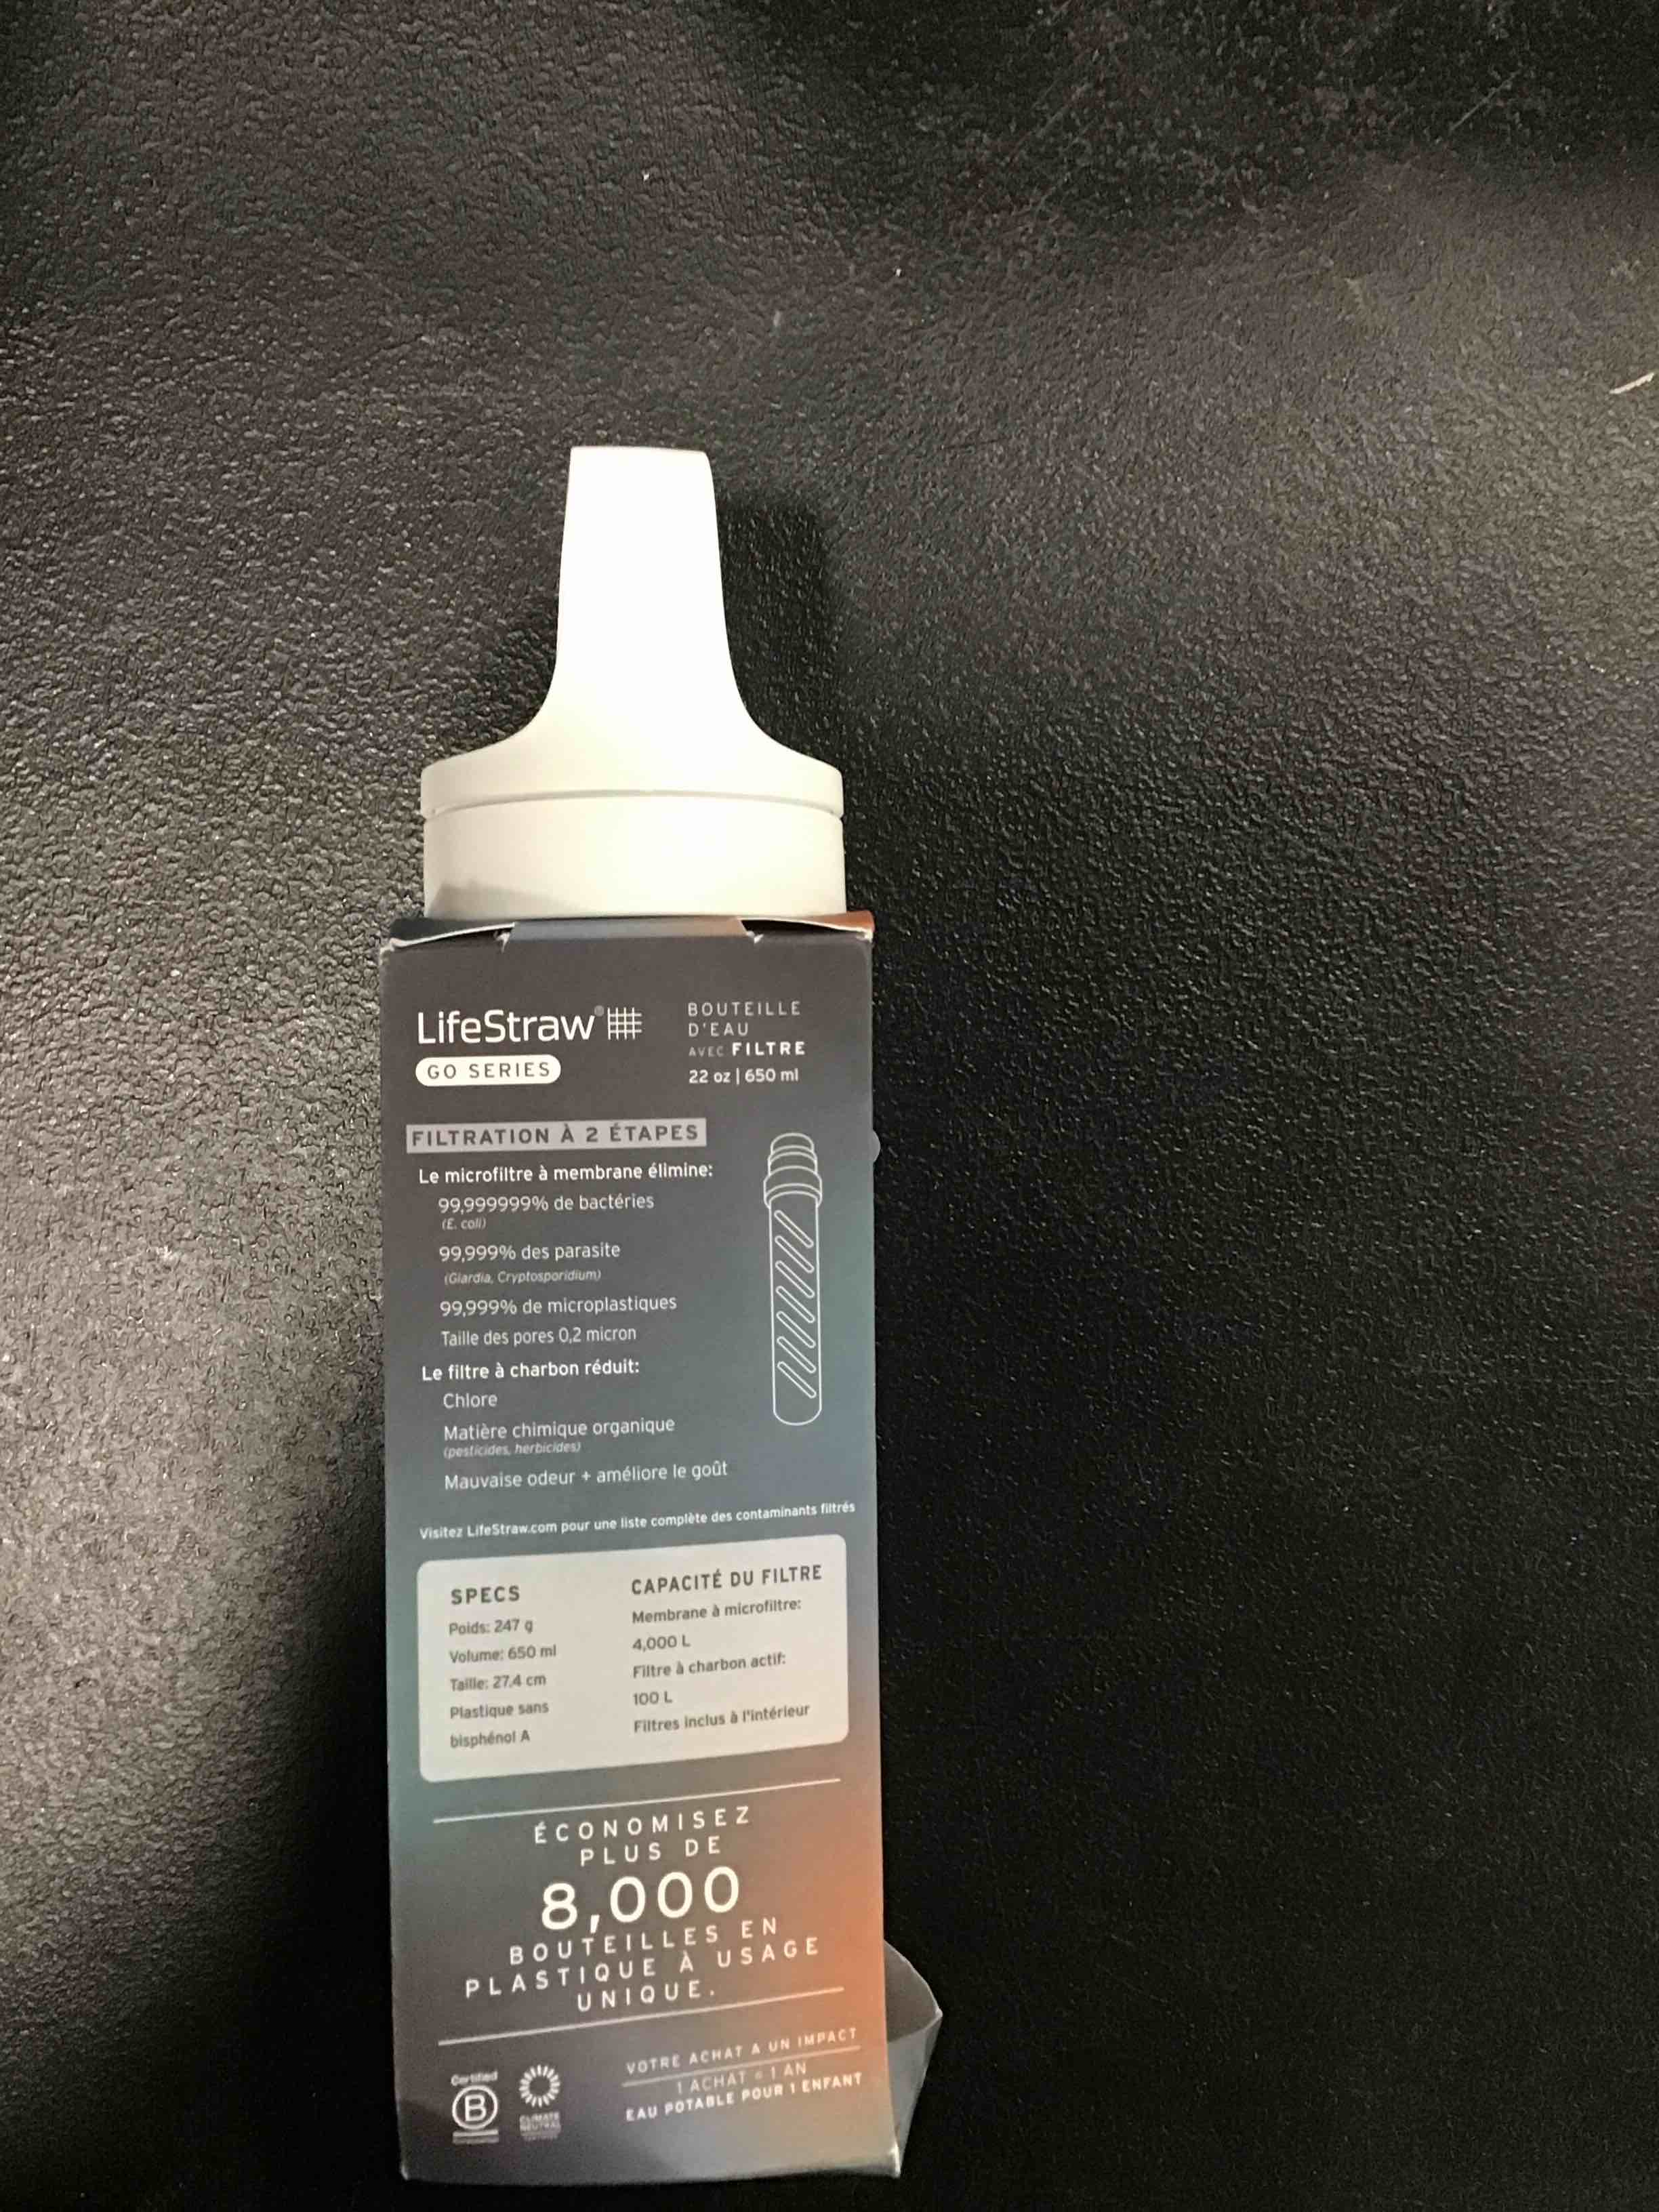 LifeStraw®
GO SERIES
BOUTEILLE
D'EAU
AVEC FILTRE
22 oz | 650 ml
FILTRATION À 2 ÉTAPES
Le microfiltre à membrane élimine:
99,999999% de bactéries
(E. coli)
99,999% des parasite
(Giardia, Cryptosporidium)
99,999% de microplastiques
Taille des pores 0,2 micron
Le filtre à charbon réduit:
Chlore
Matière chimique organique
(pesticides, herbicides)
Mauvaise odeur + améliore le goût
Visitez LifeStraw.com pour une liste complète des contaminants filtrés
SPECS
Poids: 247 g
Volume: 650 ml
Taille: 27.4 cm
Plastique sans
bisphénol A
CAPACITÉ DU FILTRE
Membrane à microfiltre:
4,000 L
Filtre à charbon actif:
100 L
Filtres inclus à l'intérieur
ÉCONOMISEZ
PLUS DE
8,000
BOUTEILLES EN
PLASTIQUE À USAGE
UNIQUE.
Certified
B
CLIMATE
NEUTRAL
VOTRE ACHAT A UN IMPACT
1 ACHAT = 1 AN
EAU POTABLE POUR 1 ENFANT